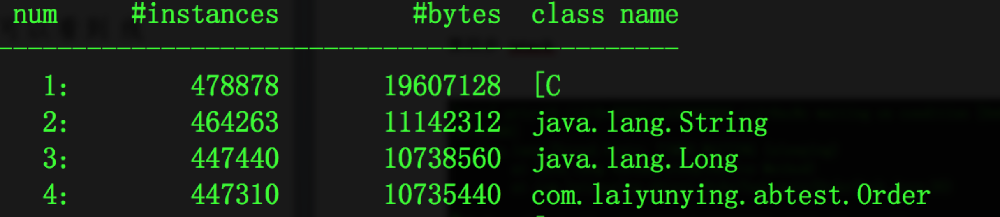 num #instances #bytes class name
----------------------------------------------
1: 478878 19607128 [C
2: 464263 11142312 java.lang.String
3: 447440 10738560 java.lang.Long
4: 447310 10735440 com.laiyunying.abtest.Order